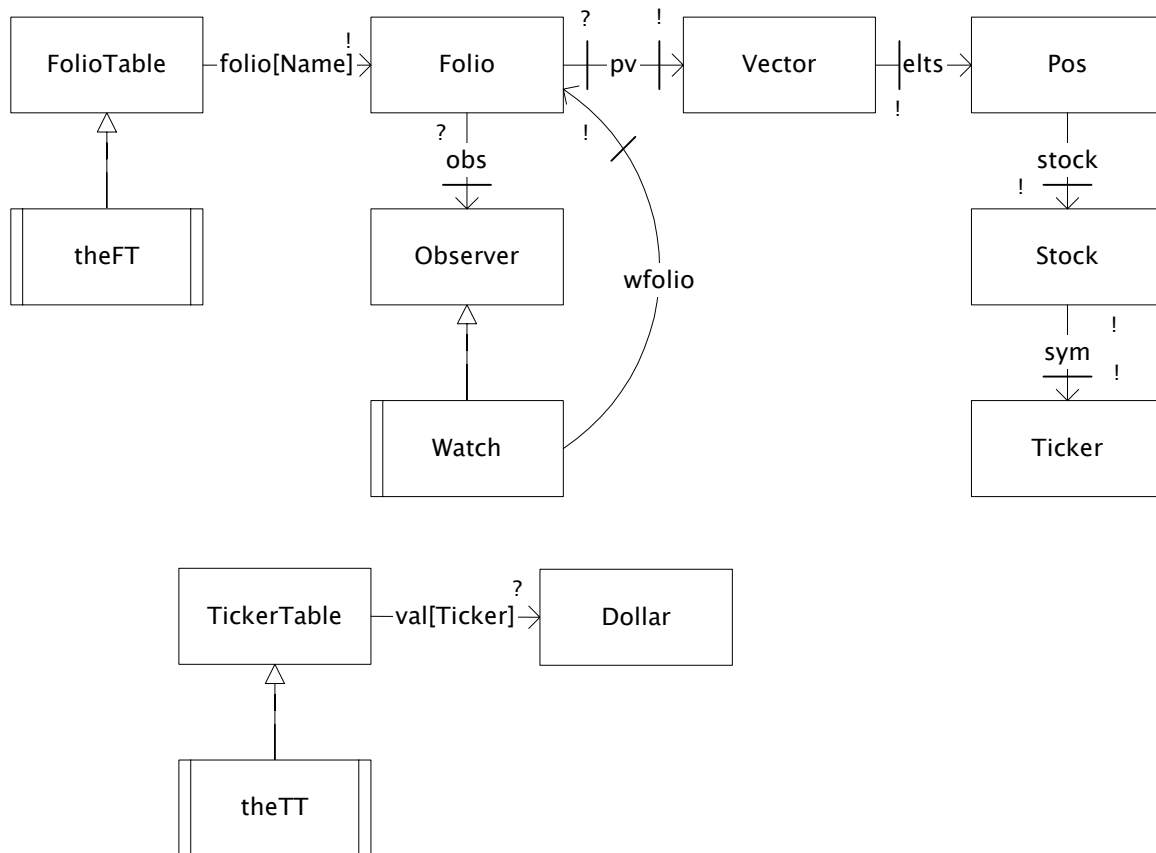 ! ? !
FolioTable folio[Name] Folio pv Vector elts Pos
? ! !
obs stock
!
theFT Observer Stock
wfolio
!
sym !
Watch Ticker
?
TickerTable val[Ticker] Dollar
theTT